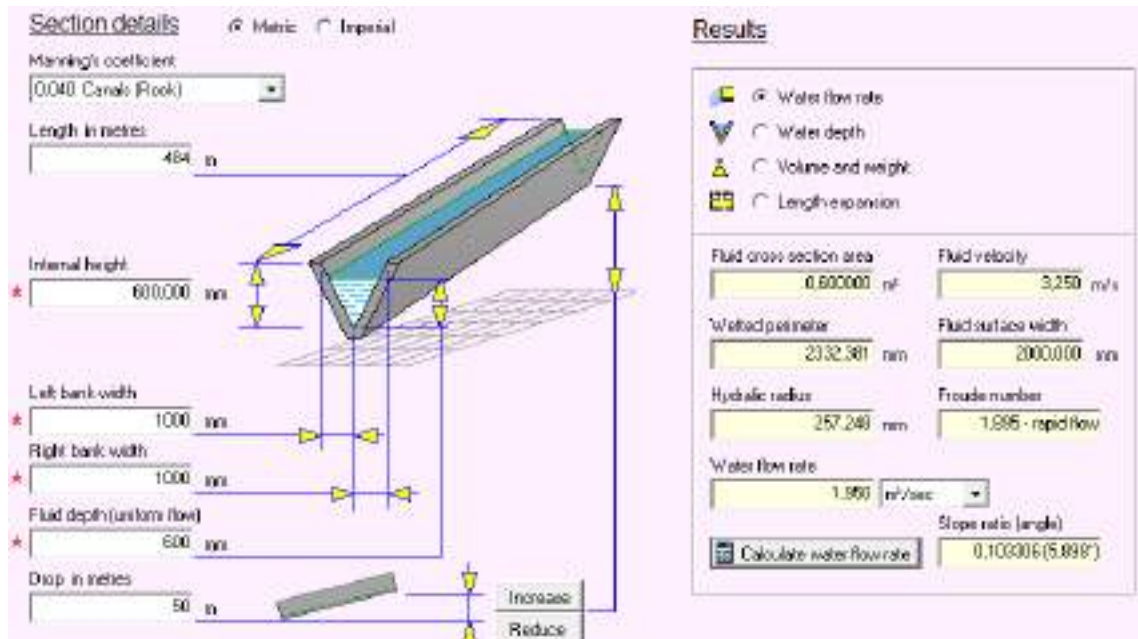 Section details
Metric Imperial
Manning's coefficient
0.040 Canals (Rock)
Length in metres
484 m
Internal height
* 600,000 mm
Left bank width
* 1000 mm
Right bank width
* 1000 mm
Fluid depth (uniform flow)
* 600 mm
Drop in metres
50 m
Increase
Reduce
Results
Water flow rate
Water depth
Volume and weight
Length expansion
Fluid cross section area
0,600000 m²
Fluid velocity
3,250 m/s
Wetted perimeter
2332.381 mm
Fluid surface width
2000,000 mm
Hydralic radius
257.248 mm
Froude number
1.895 - rapid flow
Water flow rate
1.950 m³/sec
Slope ratio (angle)
Calculate water flow rate
0,103306 (5.898°)